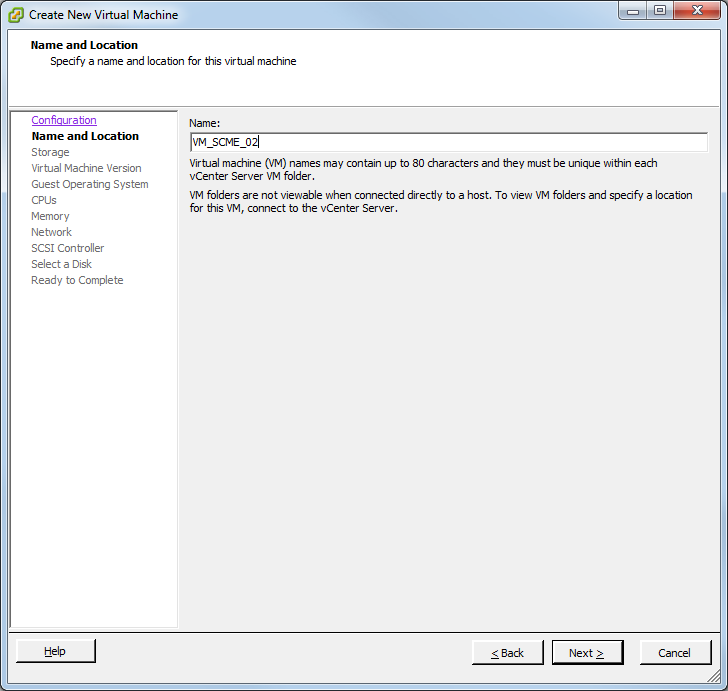 Create New Virtual Machine
Name and Location
Specify a name and location for this virtual machine
Configuration
Name and Location
Storage
Virtual Machine Version
Guest Operating System
CPUs
Memory
Network
SCSI Controller
Select a Disk
Ready to Complete
Name:
VM_SCME_02
Virtual machine (VM) names may contain up to 80 characters and they must be unique within each
vCenter Server VM folder.
VM folders are not viewable when connected directly to a host. To view VM folders and specify a location
for this VM, connect to the vCenter Server.
Help
< Back
Next >
Cancel